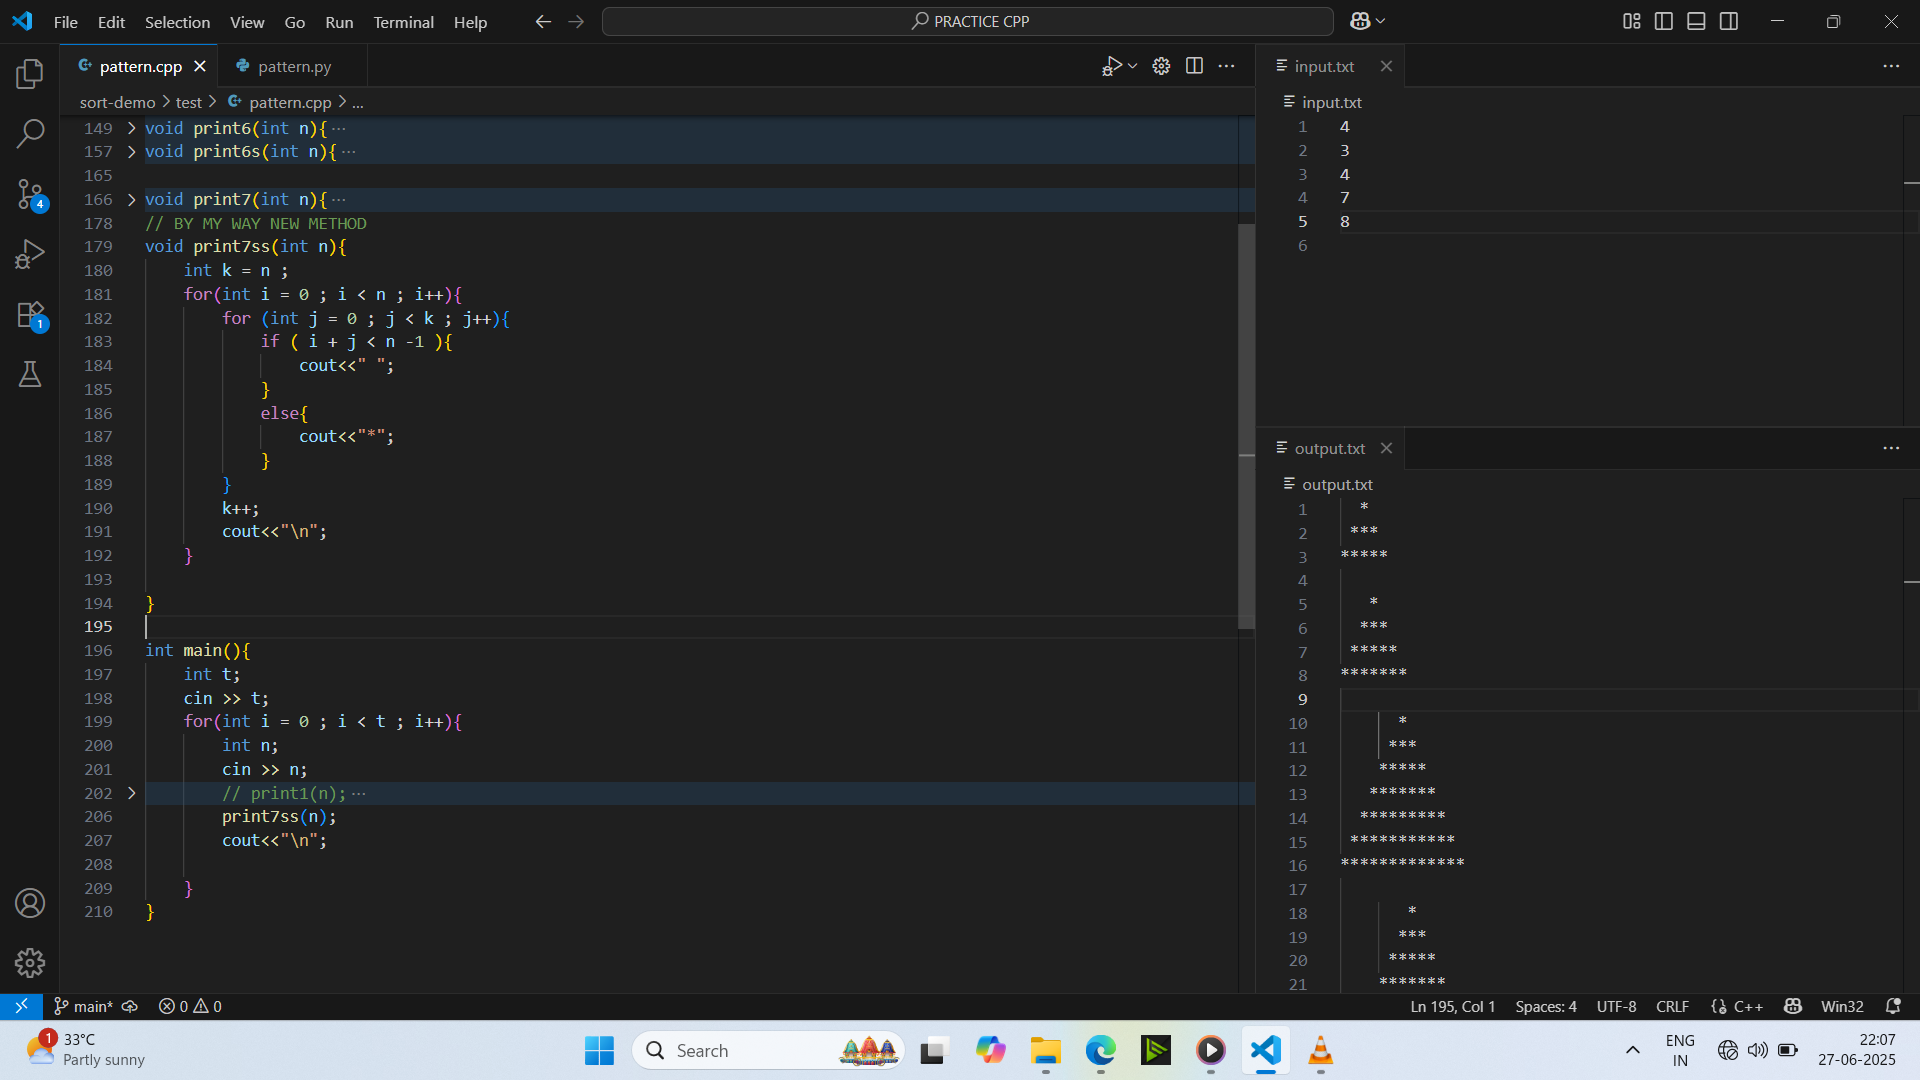 File Edit Selection View Go Run Terminal Help
PRACTICE CPP
pattern.cpp
pattern.py
sort-demo > test > pattern.cpp > ...
149 void print6(int n){ ...
157 void print6s(int n){ ...
165
166 void print7(int n){ ...
178 // BY MY WAY NEW METHOD
179 void print7ss(int n){
180 int k = n ;
181 for(int i = 0 ; i < n ; i++){
182 for (int j = 0 ; j < k ; j++){
183 if ( i + j < n -1 ){
184 cout<<" ";
185 }
186 else{
187 cout<<"*";
188 }
189 }
190 k++;
191 cout<<"\n";
192 }
193
194 }
195
196 int main(){
197 int t;
198 cin >> t;
199 for(int i = 0 ; i < t ; i++){
200 int n;
201 cin >> n;
202 // print1(n); ...
206 print7ss(n);
207 cout<<"\n";
208
209 }
210 }
input.txt
input.txt
1 4
2 3
3 4
4 7
5 8
6
output.txt
output.txt
1 *
2 ***
3 *****
4
5 *
6 ***
7 *****
8 *******
9
10 *
11 ***
12 *****
13 *******
14 *********
15 ***********
16 *************
17
18 *
19 ***
20 *****
21 *******
4
1
main*
0 0
Ln 195, Col 1 Spaces: 4 UTF-8 CRLF C++ Win32
1
33°C
Partly sunny
Search
ENG
IN
22:07
27-06-2025